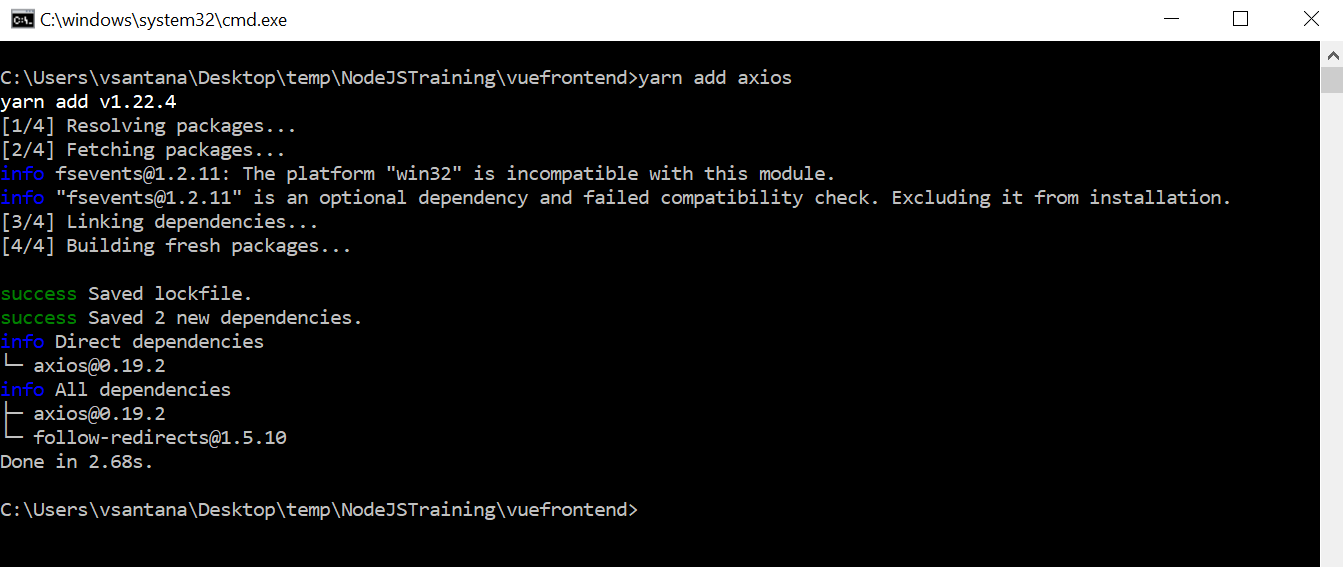 C:\windows\system32\cmd.exe
C:\Users\vsantana\Desktop\temp\NodeJSTraining\vuefrontend>yarn add axios
yarn add v1.22.4
[1/4] Resolving packages...
[2/4] Fetching packages...
info fsevents@1.2.11: The platform "win32" is incompatible with this module.
info "fsevents@1.2.11" is an optional dependency and failed compatibility check. Excluding it from installation.
[3/4] Linking dependencies...
[4/4] Building fresh packages...
success Saved lockfile.
success Saved 2 new dependencies.
info Direct dependencies
└─ axios@0.19.2
info All dependencies
├─ axios@0.19.2
└─ follow-redirects@1.5.10
Done in 2.68s.
C:\Users\vsantana\Desktop\temp\NodeJSTraining\vuefrontend>